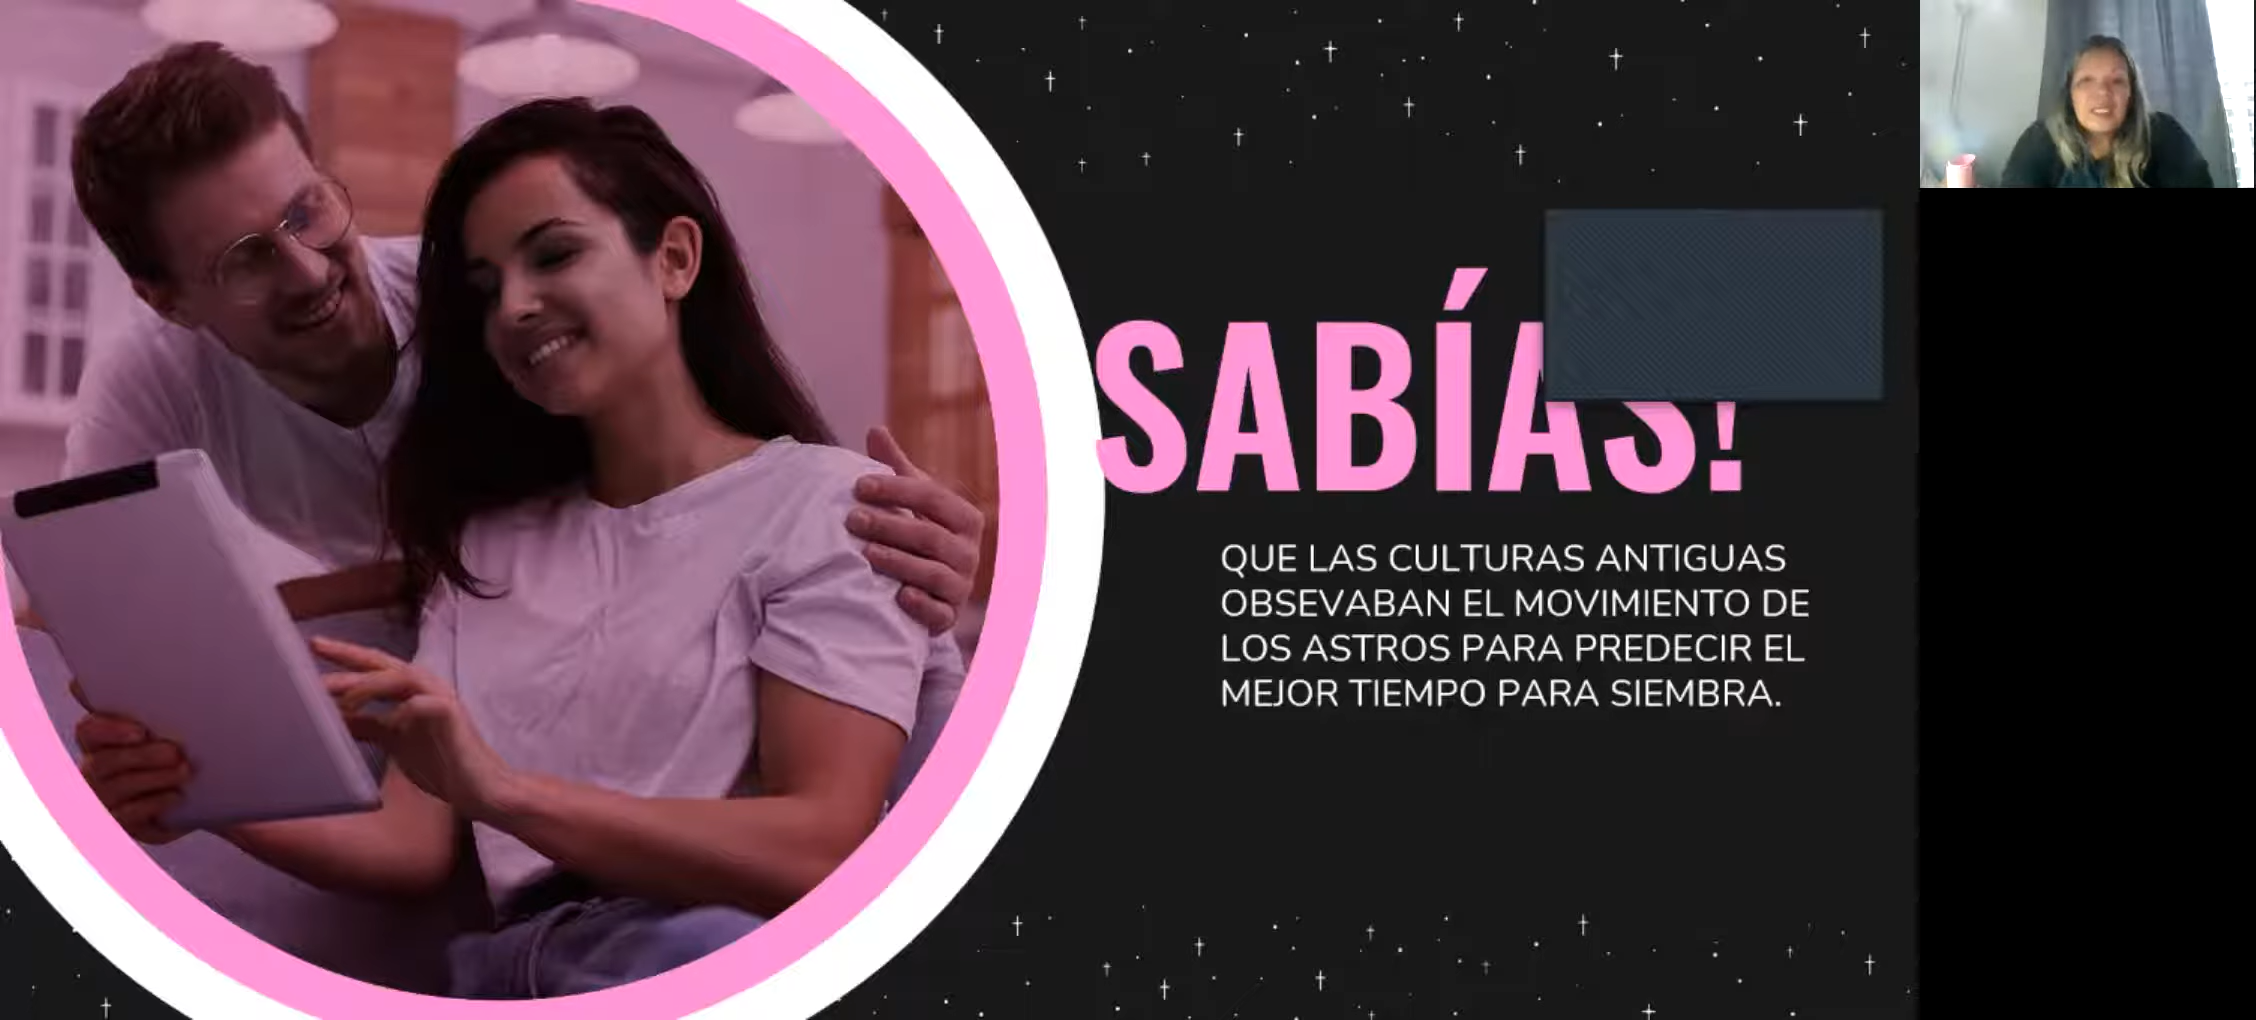 SABÍAS!
QUE LAS CULTURAS ANTIGUAS
OBSEVABAN EL MOVIMIENTO DE
LOS ASTROS PARA PREDECIR EL
MEJOR TIEMPO PARA SIEMBRA.